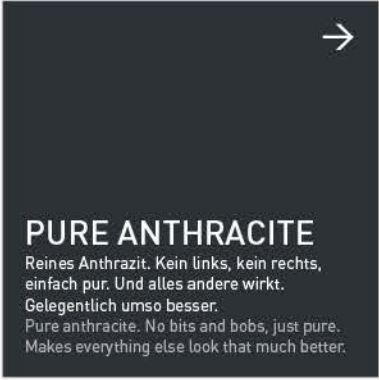 PURE ANTHRACITE
Reines Anthrazit. Kein links, kein rechts,
einfach pur. Und alles andere wirkt.
Gelegentlich umso besser.
Pure anthracite. No bits and bobs, just pure.
Makes everything else look that much better.